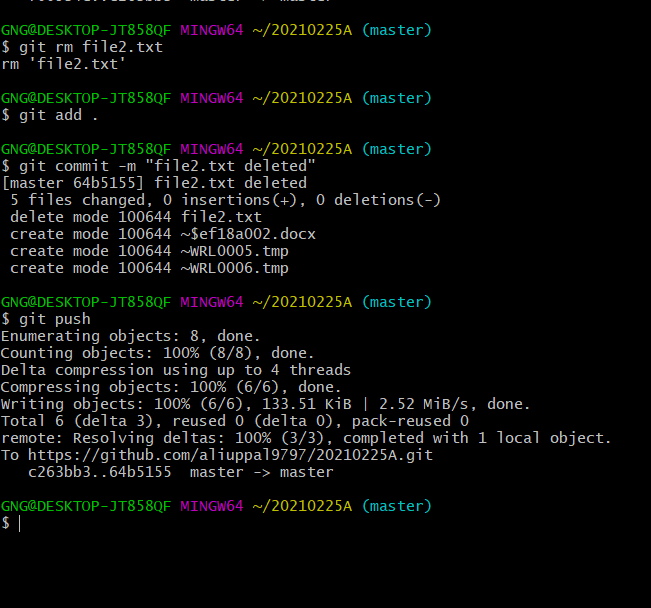 GNG@DESKTOP-JT858QF MINGW64 ~/20210225A (master)
$ git rm file2.txt
rm 'file2.txt'
GNG@DESKTOP-JT858QF MINGW64 ~/20210225A (master)
$ git add .
GNG@DESKTOP-JT858QF MINGW64 ~/20210225A (master)
$ git commit -m "file2.txt deleted"
[master 64b5155] file2.txt deleted
5 files changed, 0 insertions(+), 0 deletions(-)
delete mode 100644 file2.txt
create mode 100644 ~$ef18a002.docx
create mode 100644 ~WRL0005.tmp
create mode 100644 ~WRL0006.tmp
GNG@DESKTOP-JT858QF MINGW64 ~/20210225A (master)
$ git push
Enumerating objects: 8, done.
Counting objects: 100% (8/8), done.
Delta compression using up to 4 threads
Compressing objects: 100% (6/6), done.
Writing objects: 100% (6/6), 133.51 KiB | 2.52 MiB/s, done.
Total 6 (delta 3), reused 0 (delta 0), pack-reused 0
remote: Resolving deltas: 100% (3/3), completed with 1 local object.
To https://github.com/aliuppal9797/20210225A.git
c263bb3..64b5155  master -> master
GNG@DESKTOP-JT858QF MINGW64 ~/20210225A (master)
$